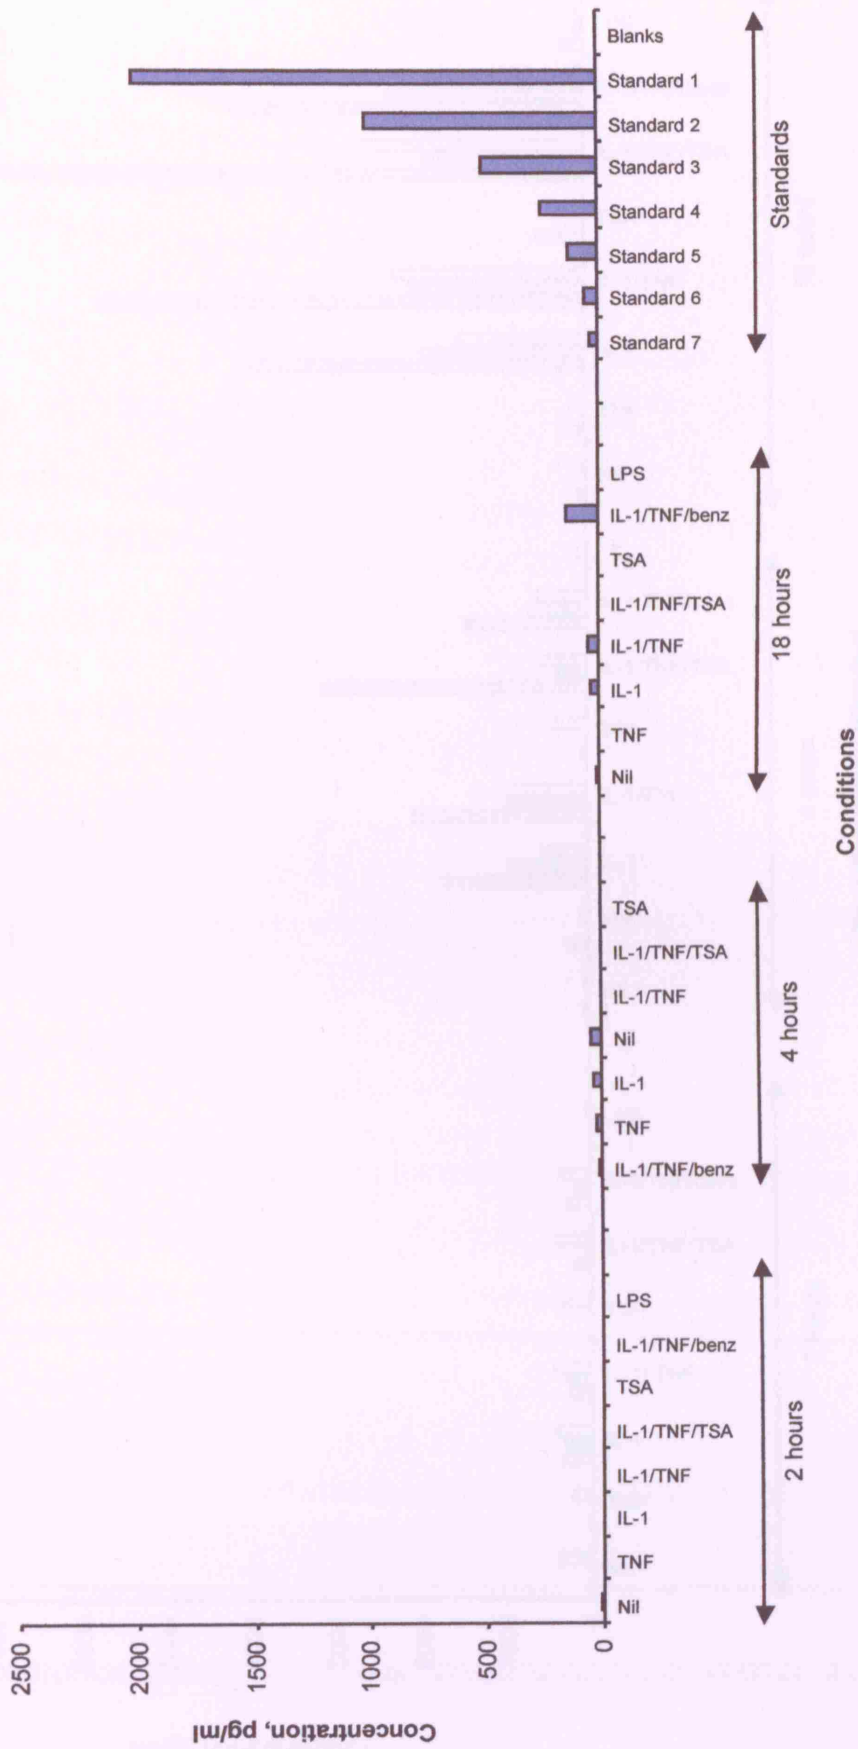 Concentration, pg/ml
2500
2000
1500
1000
500
0
Nil
TNF
IL-1
IL-1/TNF
IL-1/TNF/TSA
TSA
IL-1/TNF/benz
LPS
IL-1/TNF/benz
TNF
IL-1
Nil
IL-1/TNF
IL-1/TNF/TSA
TSA
Nil
TNF
IL-1
IL-1/TNF
IL-1/TNF/TSA
TSA
IL-1/TNF/benz
LPS
Standard 7
Standard 6
Standard 5
Standard 4
Standard 3
Standard 2
Standard 1
Blanks
2 hours
4 hours
18 hours
Standards
Conditions